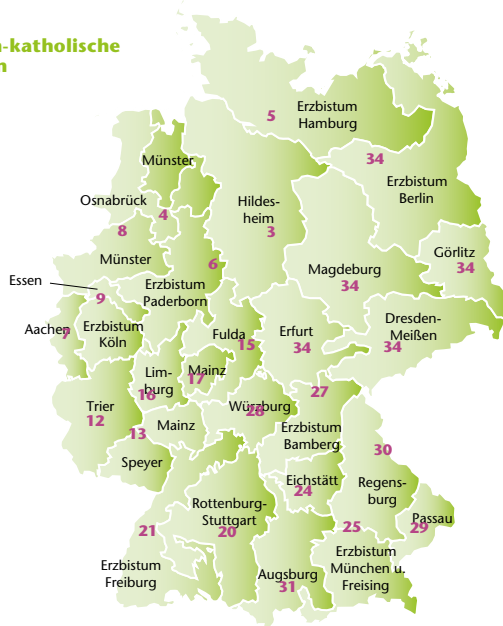 -katholische
n
5
Erzbistum
Hamburg
34
Münster
Erzbistum
Berlin
Osnabrück
Hildes-
heim
4
3
8
Münster
6
Görlitz
34
Magdeburg
34
Essen
9
Erzbistum
Paderborn
Aachen
7
Erzbistum
Köln
Fulda
15
Erfurt
34
Dresden-
Meißen
34
Lim-
burg
16
Mainz
17
Trier
12
27
Würzburg
28
13
Mainz
Erzbistum
Bamberg
30
Speyer
Eichstätt
24
Regens-
burg
Rottenburg-
Stuttgart
20
21
25
Passau
29
Erzbistum
Freiburg
Augsburg
31
Erzbistum
München u.
Freising